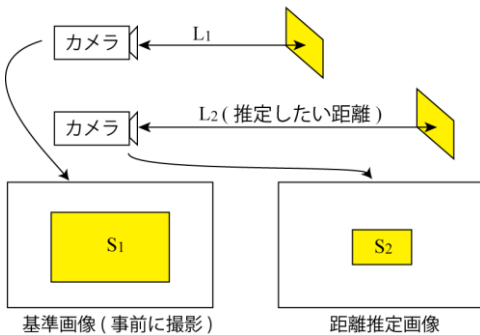 カメラ
L1
カメラ
L2 ( 推定したい距離 )
S1
S2
基準画像 ( 事前に撮影 )
距離推定画像